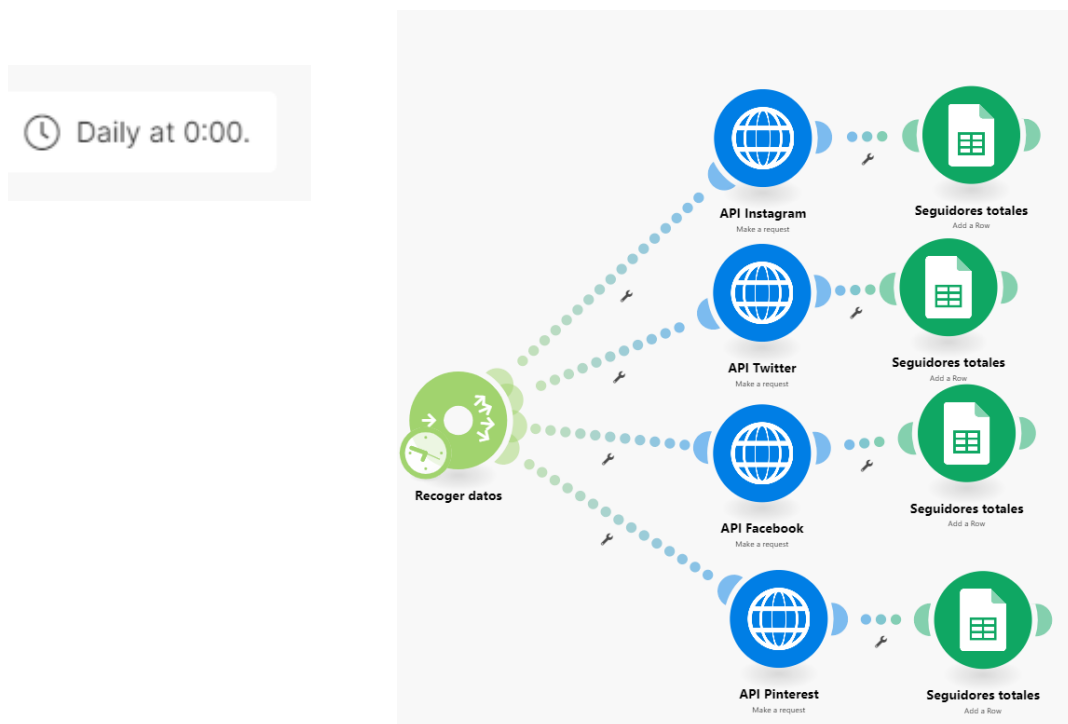 Daily at 0:00.
API Instagram
Make a request
Seguidores totales
Add a Row
API Twitter
Make a request
Seguidores totales
Add a Row
Recoger datos
API Facebook
Make a request
Seguidores totales
Add a Row
API Pinterest
Make a request
Seguidores totales
Add a Row